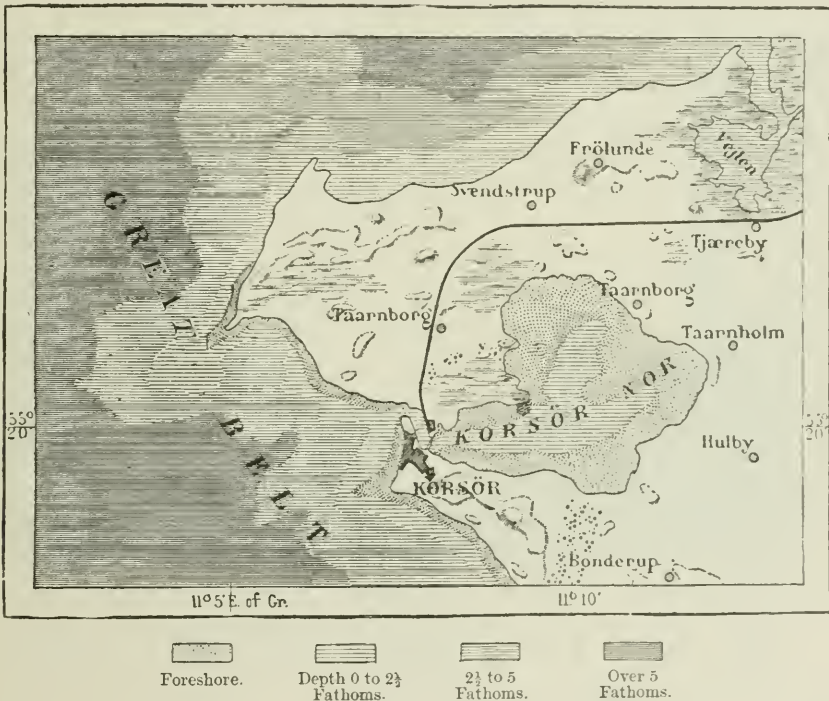 Frölunde
Vejlen
Svendstrup
Tjæreby
GREAT BELT
Taarnborg
Taarnborg
Taarnholm
KORSÖR NOR
55°
20'
55°
20'
Hulby
KORSÖR
Bonderup
11° 5' E. of Gr.
11° 10'
Foreshore.
Depth 0 to 2½
Fathoms.
2½ to 5
Fathoms.
Over 5
Fathoms.